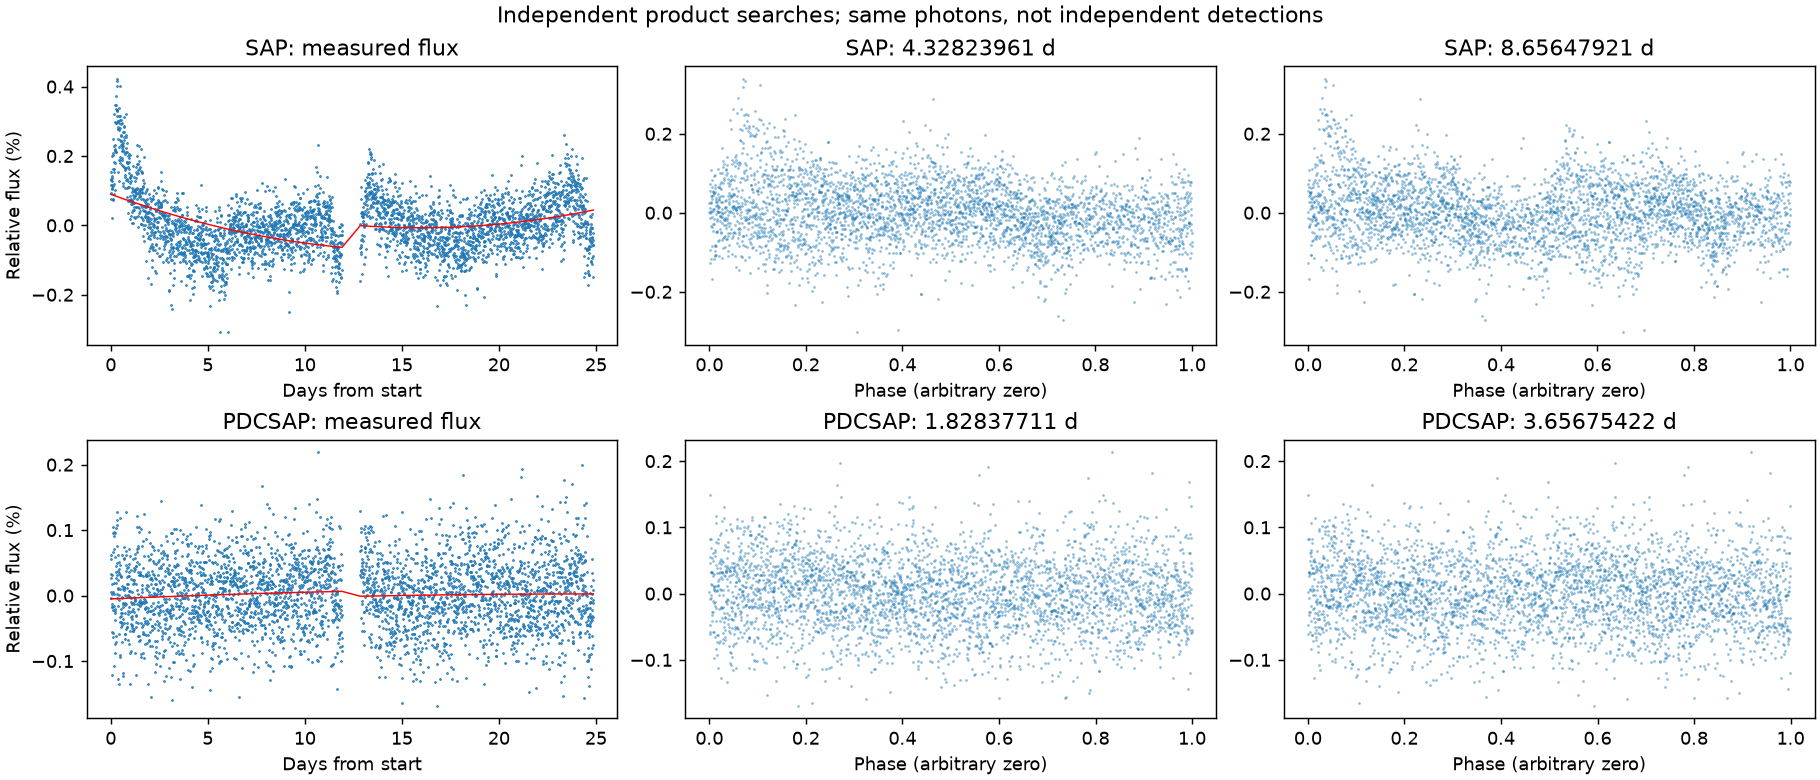 Independent product searches; same photons, not independent detections
SAP: measured flux
SAP: 4.32823961 d
SAP: 8.65647921 d
Relative flux (%)
0.4
0.2
0.0
−0.2
0 5 10 15 20 25
Days from start
0.2
0.0
−0.2
0.0 0.2 0.4 0.6 0.8 1.0
Phase (arbitrary zero)
0.2
0.0
−0.2
0.0 0.2 0.4 0.6 0.8 1.0
Phase (arbitrary zero)
PDCSAP: measured flux
PDCSAP: 1.82837711 d
PDCSAP: 3.65675422 d
Relative flux (%)
0.2
0.1
0.0
−0.1
0 5 10 15 20 25
Days from start
0.2
0.1
0.0
−0.1
0.0 0.2 0.4 0.6 0.8 1.0
Phase (arbitrary zero)
0.2
0.1
0.0
−0.1
0.0 0.2 0.4 0.6 0.8 1.0
Phase (arbitrary zero)